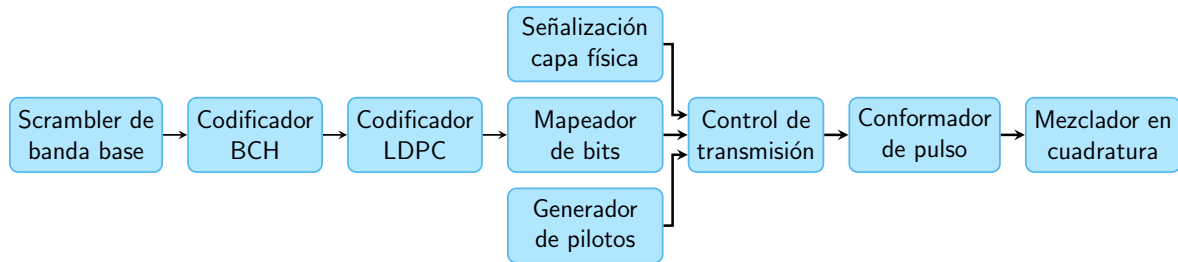 Señalización
capa física
Scrambler de
banda base
Codificador
BCH
Codificador
LDPC
Mapeador
de bits
Control de
transmisión
Conformador
de pulso
Mezclador en
cuadratura
Generador
de pilotos